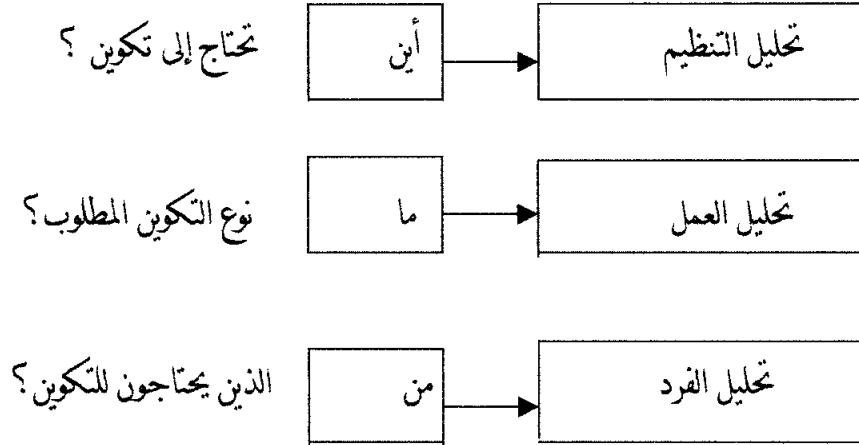 تحليل التنظيم أين تحتاج إلى تكوين ؟
تحليل العمل ما نوع التكوين المطلوب؟
تحليل الفرد من الذين يحتاجون للتكوين؟